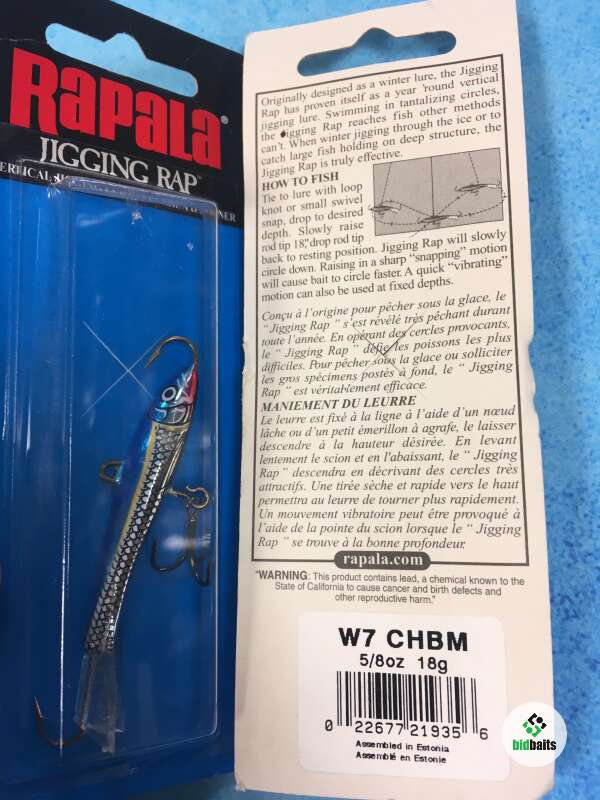 RAPALA
JIGGING RAP™
Originally designed as a winter lure, the Jigging
Rap has proven itself as a year 'round vertical
jigging lure. Swimming in tantalizing circles,
the Jigging Rap reaches fish other methods
can't. When winter jigging through the ice or to
catch large fish holding on deep structure, the
Jigging Rap is truly effective.
HOW TO FISH
Tie to lure with loop
knot or small swivel
snap, drop to desired
depth. Slowly raise
rod tip 18", drop rod tip
back to resting position. Jigging Rap will slowly
circle down. Raising in a sharp "snapping" motion
will cause bait to circle faster. A quick "vibrating"
motion can also be used at fixed depths.
Conçu à l'origine pour pêcher sous la glace, le
"Jigging Rap" s'est révélé très pêchant durant
toute l'année. En opérant des cercles provocants,
le "Jigging Rap" défie les poissons les plus
difficiles. Pour pêcher sous la glace ou solliciter
les gros spécimens postés à fond, le "Jigging
Rap" est véritablement efficace.
MANIEMENT DU LEURRE
Le leurre est fixé à la ligne à l'aide d'un nœud
lâche ou d'un petit émerillon à agrafe, le laisser
descendre à la hauteur désirée. En levant
lentement le scion et en l'abaissant, le "Jigging
Rap" descendra en décrivant des cercles très
attractifs. Une tirée sèche et rapide vers le haut
permettra au leurre de tourner plus rapidement.
Un mouvement vibratoire peut être provoqué à
l'aide de la pointe du scion lorsque le "Jigging
Rap" se trouve à la bonne profondeur.
rapala.com
"WARNING: This product contains lead, a chemical known to the
State of California to cause cancer and birth defects and
other reproductive harm."
W7 CHBM
5/8oz 18g
0 22677 21935 6
Assembled in Estonia
Assemblé en Estonie
bidbaits